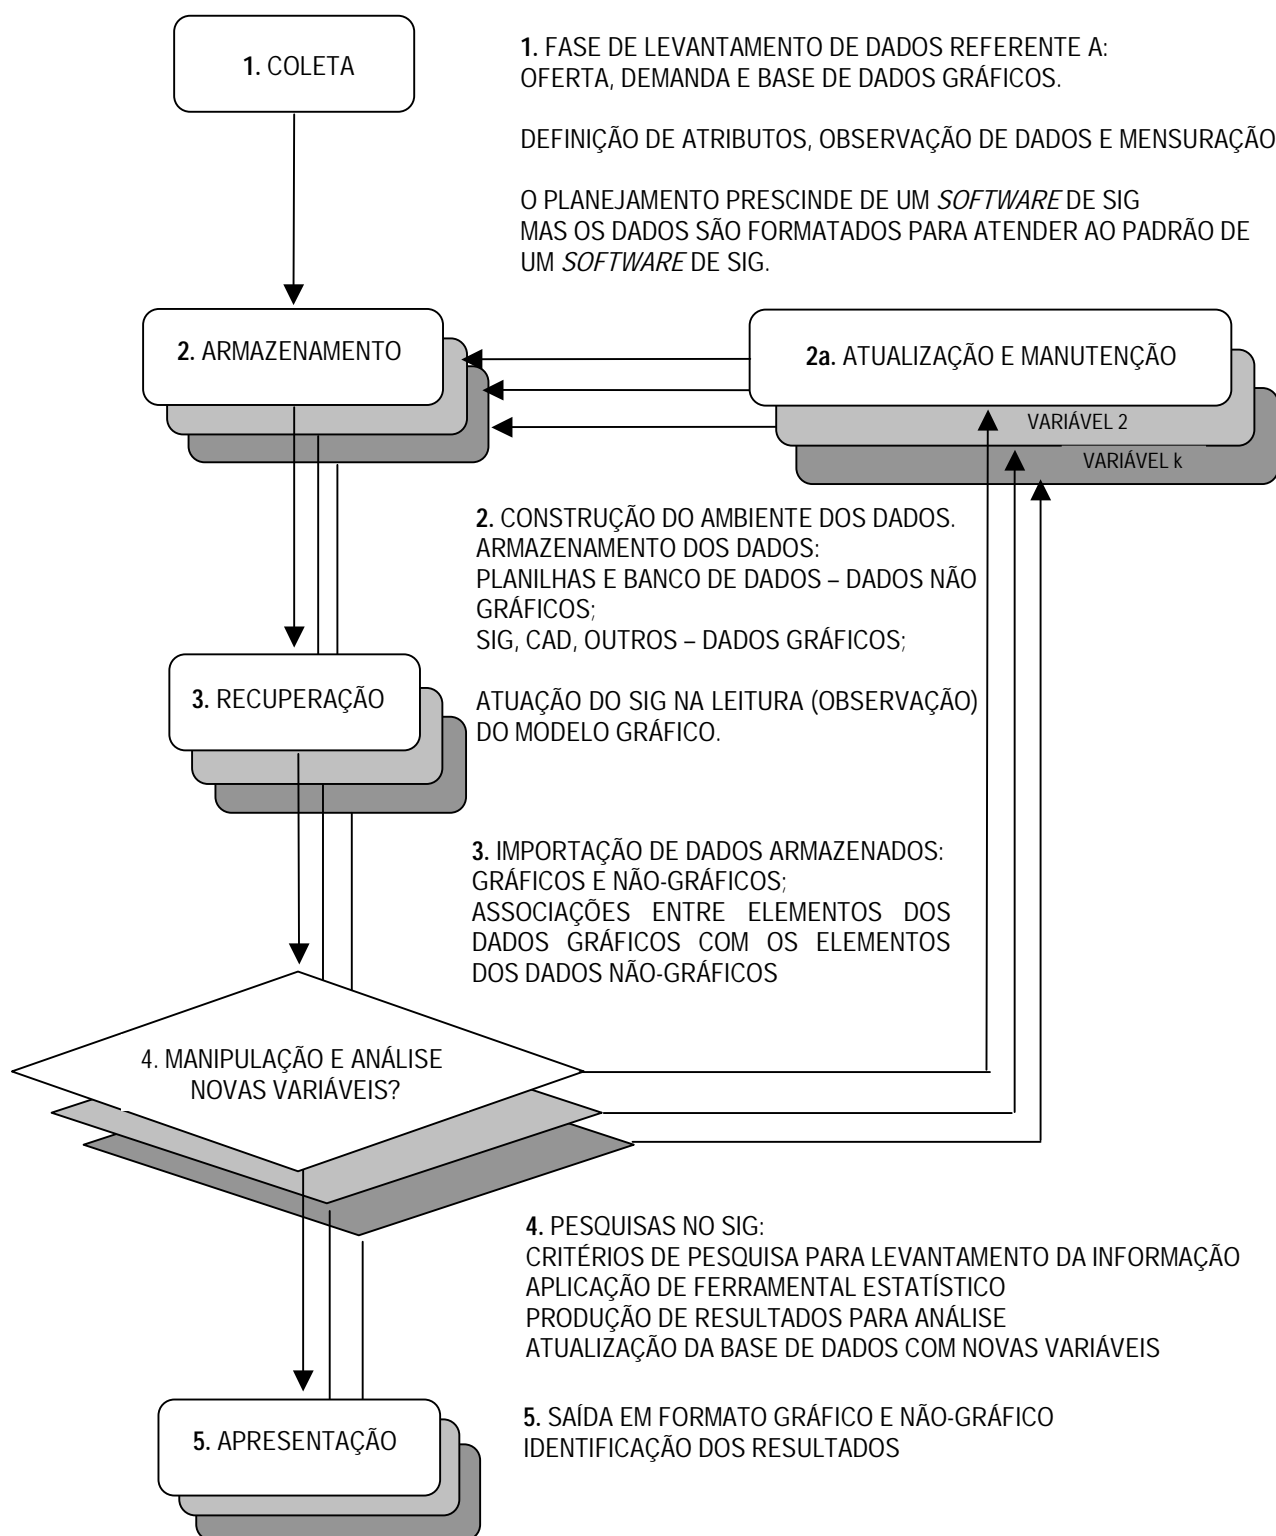 1. COLETA
1. FASE DE LEVANTAMENTO DE DADOS REFERENTE A:
OFERTA, DEMANDA E BASE DE DADOS GRÁFICOS.
DEFINIÇÃO DE ATRIBUTOS, OBSERVAÇÃO DE DADOS E MENSURAÇÃO
O PLANEJAMENTO PRESCINDE DE UM SOFTWARE DE SIG
MAS OS DADOS SÃO FORMATADOS PARA ATENDER AO PADRÃO DE
UM SOFTWARE DE SIG.
2. ARMAZENAMENTO
2a. ATUALIZAÇÃO E MANUTENÇÃO
VARIÁVEL 2
VARIÁVEL k
2. CONSTRUÇÃO DO AMBIENTE DOS DADOS.
ARMAZENAMENTO DOS DADOS:
PLANILHAS E BANCO DE DADOS – DADOS NÃO
GRÁFICOS;
SIG, CAD, OUTROS – DADOS GRÁFICOS;
ATUAÇÃO DO SIG NA LEITURA (OBSERVAÇÃO)
DO MODELO GRÁFICO.
3. RECUPERAÇÃO
3. IMPORTAÇÃO DE DADOS ARMAZENADOS:
GRÁFICOS E NÃO-GRÁFICOS;
ASSOCIAÇÕES ENTRE ELEMENTOS DOS
DADOS GRÁFICOS COM OS ELEMENTOS
DOS DADOS NÃO-GRÁFICOS
4. MANIPULAÇÃO E ANÁLISE
NOVAS VARIÁVEIS?
4. PESQUISAS NO SIG:
CRITÉRIOS DE PESQUISA PARA LEVANTAMENTO DA INFORMAÇÃO
APLICAÇÃO DE FERRAMENTAL ESTATÍSTICO
PRODUÇÃO DE RESULTADOS PARA ANÁLISE
ATUALIZAÇÃO DA BASE DE DADOS COM NOVAS VARIÁVEIS
5. APRESENTAÇÃO
5. SAÍDA EM FORMATO GRÁFICO E NÃO-GRÁFICO
IDENTIFICAÇÃO DOS RESULTADOS